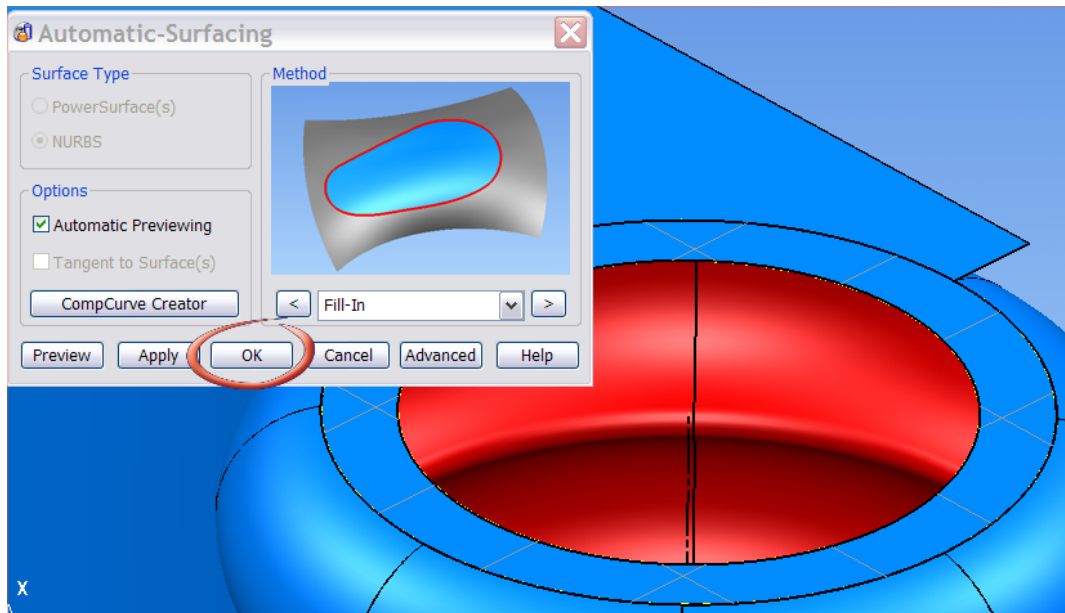 Automatic-Surfacing
Surface Type
PowerSurface(s)
NURBS
Options
Automatic Previewing
Tangent to Surface(s)
CompCurve Creator
Method
< Fill-In >
Preview Apply OK Cancel Advanced Help
X